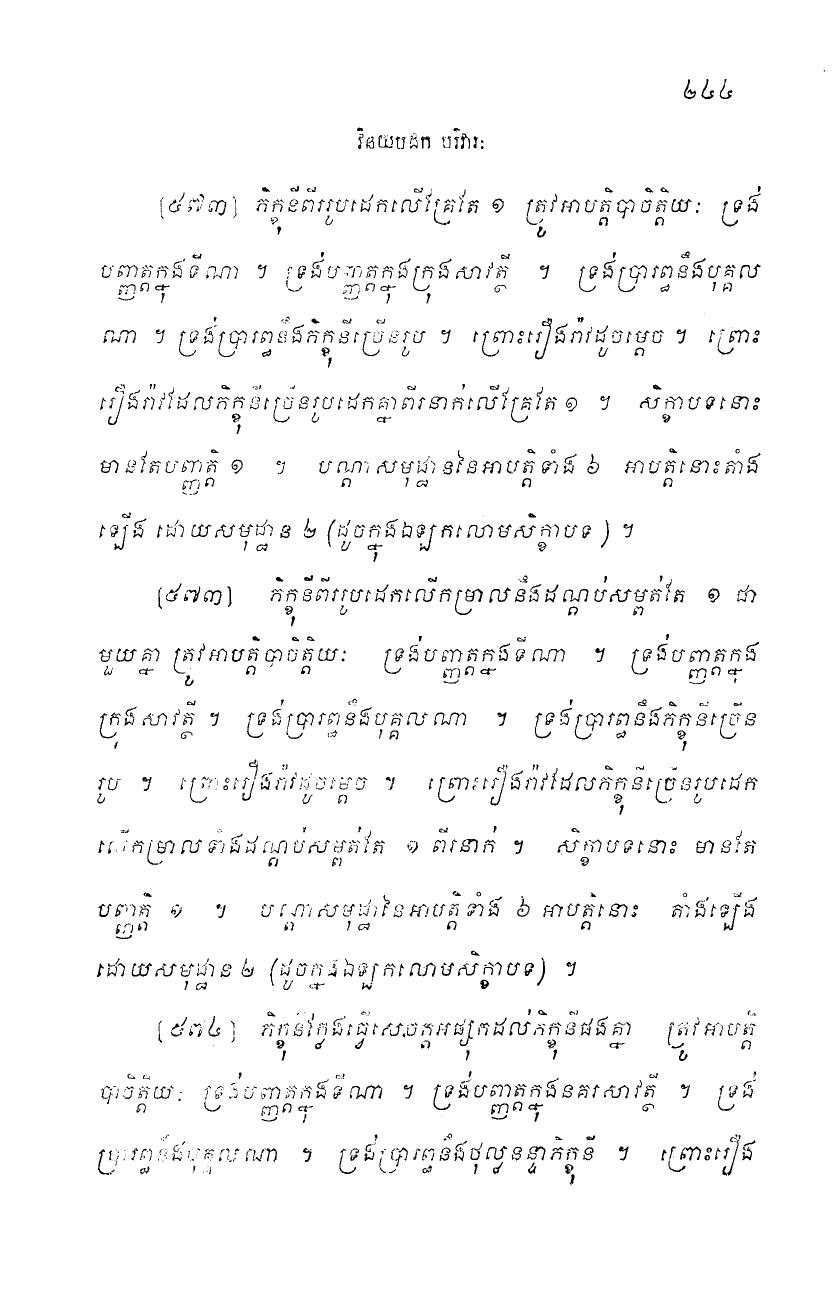 ២៤៤
វិនយបដក បរិវារៈ
[៥៧៣] ភិក្ខុនីពីររូបដេកលើគ្រែតែ ១ ត្រូវអាបត្តិបាចិត្តិយៈ ទ្រង់
បញ្ញត្តក្នុងទីណា ។ ទ្រង់បញ្ញត្តក្នុងក្រុងសាវត្ថី ។ ទ្រង់ប្រារព្ធនឹងបុគ្គល
ណា ។ ទ្រង់ប្រារព្ធនឹងភិក្ខុនីច្រើនរូប ។ ព្រោះរឿងរ៉ាវដូចម្តេច ។ ព្រោះ
រឿងរ៉ាវដែលភិក្ខុនីច្រើនរូបដេកគ្នាពីរនាក់លើគ្រែតែ ១ ។ សិក្ខាបទនោះ
មានតែបញ្ញត្តិ ១ ។ បណ្តាសមុដ្ឋាននៃអាបត្តិទាំង ៦ អាបត្តិនោះតាំង
ឡើង ដោយសមុដ្ឋាន ២ (ដូចក្នុងឯឡកលោមសិក្ខាបទ ) ។
[៥៧៣] ភិក្ខុនីពីររូបដេកលើកម្រាលនឹងដណ្តប់សម្ពត់តែ ១ ជា
មួយគ្នា ត្រូវអាបត្តិបាចិត្តិយៈ ទ្រង់បញ្ញត្តក្នុងទីណា ។ ទ្រង់បញ្ញត្តក្នុង
ក្រុងសាវត្ថី ។ ទ្រង់ប្រារព្ធនឹងបុគ្គលណា ។ ទ្រង់ប្រារព្ធនឹងភិក្ខុនីច្រើន
រូប ។ ព្រោះរឿងរ៉ាវដូចម្តេច ។ ព្រោះរឿងរ៉ាវដែលភិក្ខុនីច្រើនរូបដេក
លើកម្រាលទាំងដណ្តប់សម្ពត់តែ ១ ពីរនាក់ ។ សិក្ខាបទនោះ មានតែ
បញ្ញត្តិ ១ ។ បណ្តាសមុដ្ឋានៃអាបត្តិទាំង ៦ អាបត្តិនោះ តាំងឡើង
ដោយសមុដ្ឋាន ២ (ដូចក្នុងឯឡកលោមសិក្ខាបទ) ។
[៥៧៤] ភិក្ខុនីក្លែងធ្វើសេចក្តីអផ្សុកដល់ភិក្ខុនីផងគ្នា ត្រូវអាបត្តិ
បាចិត្តិយៈ ទ្រង់បញ្ញត្តក្នុងទីណា ។ ទ្រង់បញ្ញត្តក្នុងនគរសាវត្ថី ។ ទ្រង់
ប្រារព្ធនឹងបុគ្គលណា ។ ទ្រង់ប្រារព្ធនឹងថុល្លនន្ទាភិក្ខុនី ។ ព្រោះរឿង